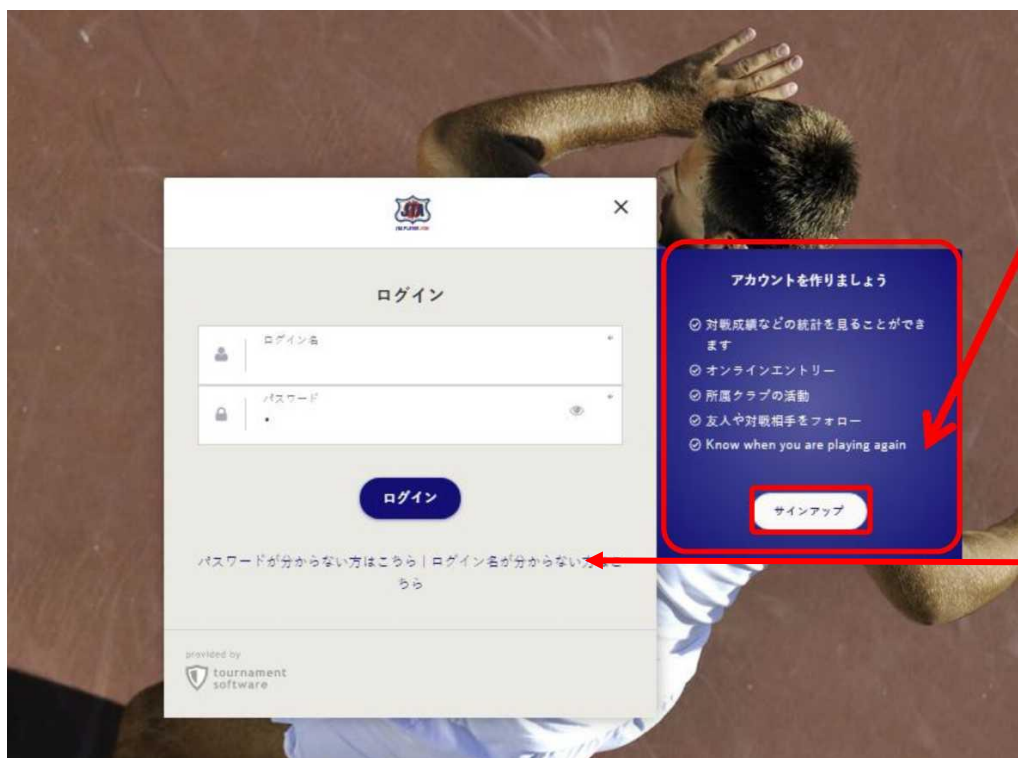 JTA
ログイン
ログイン名
*
パスワード
*
ログイン
パスワードが分からない方はこちら | ログイン名が分からない方はこ
ちら
provided by
tournament
software
アカウントを作りましょう
対戦成績などの統計を見ることができ
ます
オンラインエントリー
所属クラブの活動
友人や対戦相手をフォロー
Know when you are playing again
サインアップ